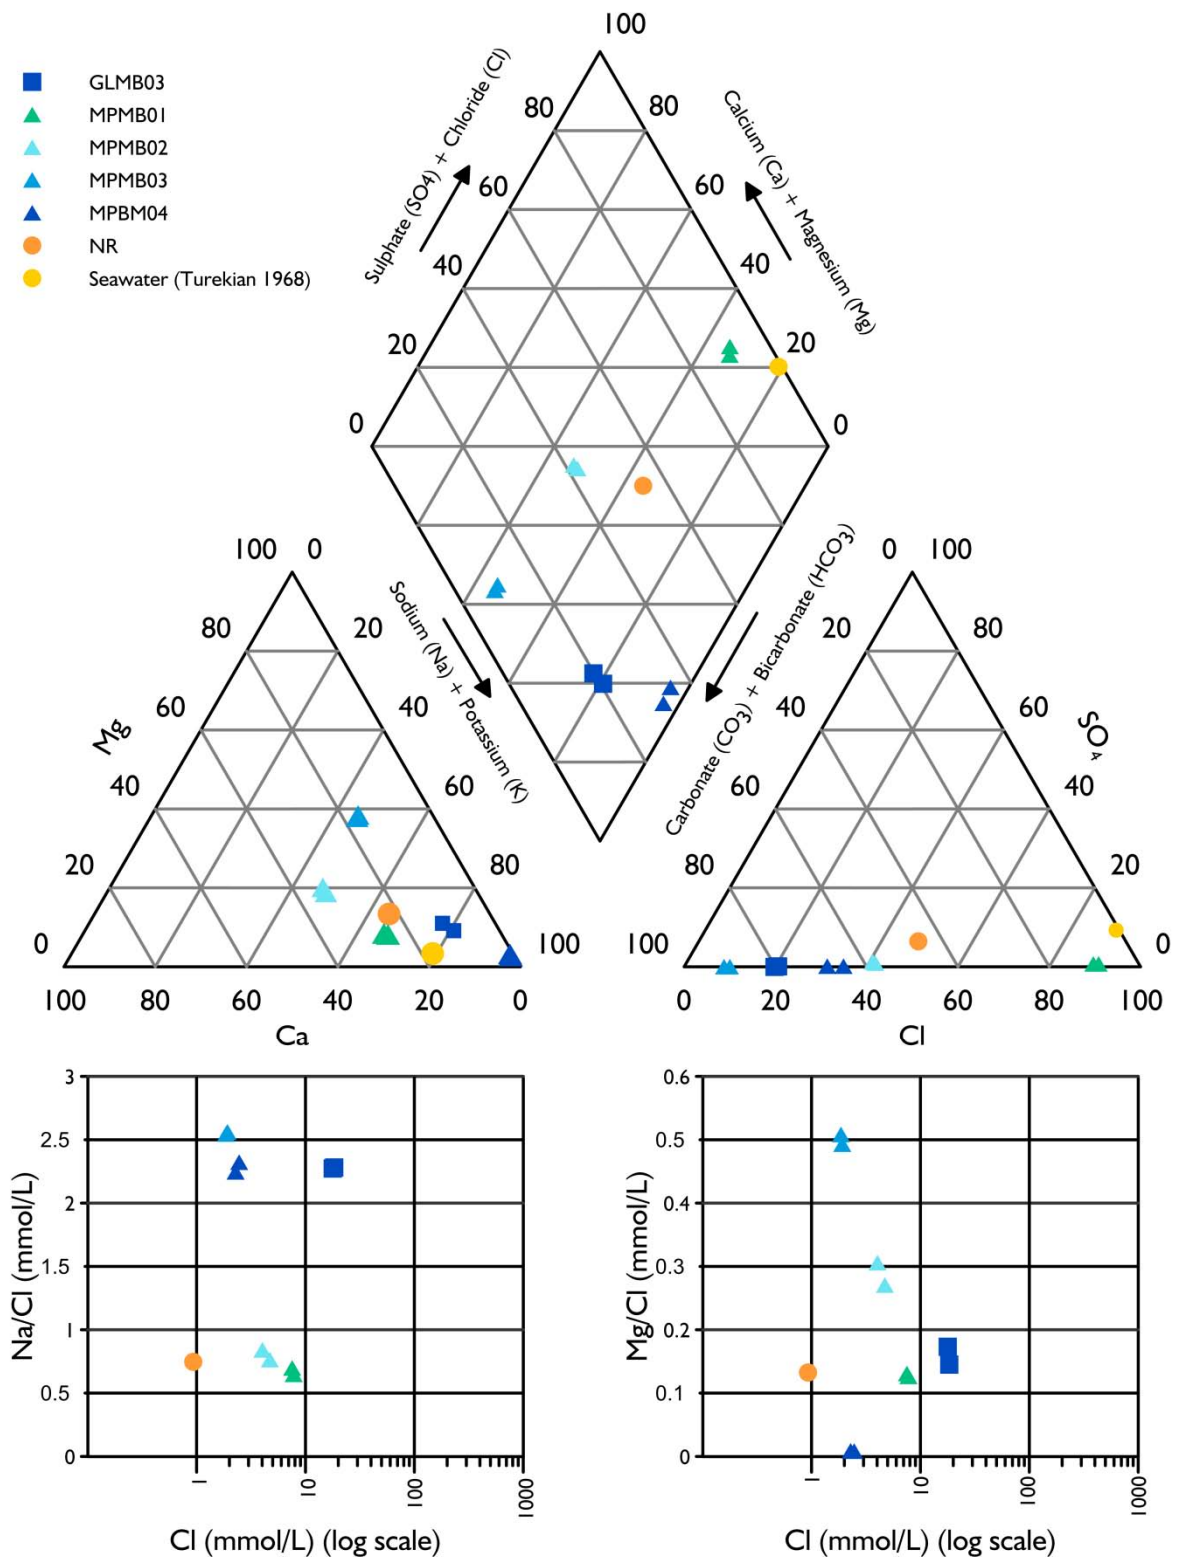 100
GLMB03
MPMB01
MPMB02
MPMB03
MPBM04
NR
Seawater (Turekian 1968)
Sulphate (SO4) + Chloride (Cl)
Calcium (Ca) + Magnesium (Mg)
80 80
60 60
40 40
20 20
0 0
Sodium (Na) + Potassium (K)
Carbonate (CO3) + Bicarbonate (HCO3)
100 0
80 20
60 40
Mg
40 60
20 80
0 100
100 80 60 40 20 0
Ca
0 100
20 80
40 60
SO4
60 40
80 20
100 0
0 20 40 60 80 100
Cl
3
2.5
2
1.5
1
0.5
0
Na/Cl (mmol/L)
1 10 100 1000
Cl (mmol/L) (log scale)
0.6
0.5
0.4
0.3
0.2
0.1
0
Mg/Cl (mmol/L)
1 10 100 1000
Cl (mmol/L) (log scale)